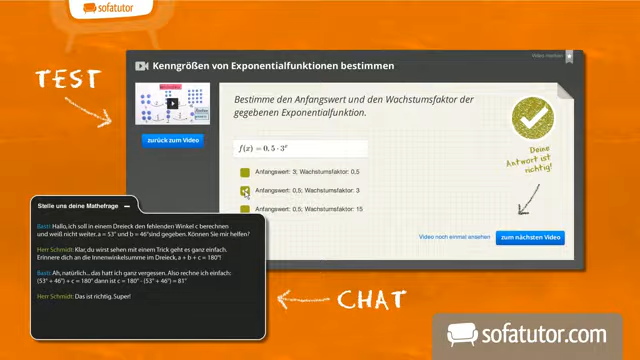 sofatutor
TEST
Kenngrößen von Exponentialfunktionen bestimmen
Video merken
Bestimme den Anfangswert und den Wachstumsfaktor der
gegebenen Exponentialfunktion.
f(x) = 0,5 · 3ˣ
Anfangswert: 3; Wachstumsfaktor: 0,5
Anfangswert: 0,5; Wachstumsfaktor: 3
Anfangswert: 0,5; Wachstumsfaktor: 15
Deine
Antwort ist
richtig!
zurück zum Video
Video noch einmal ansehen
zum nächsten Video
Stelle uns deine Mathefrage
Basti: Hallo, ich soll in einem Dreieck den fehlenden Winkel c berechnen
und weiß nicht weiter. a = 53° und b = 46°sind gegeben. Können Sie mir helfen?
Herr Schmidt: Klar, du wirst sehen mit einem Trick geht es ganz einfach.
Erinnere dich an die Innenwinkelsumme im Dreieck, a + b + c = 180°!
Basti: Ah, natürlich... das hatt ich ganz vergessen. Also rechne ich einfach:
(53° + 46°) + c = 180° dann ist c = 180° - (53° + 46°) = 81°
Herr Schmidt: Das ist richtig. Super!
CHAT
sofatutor.com